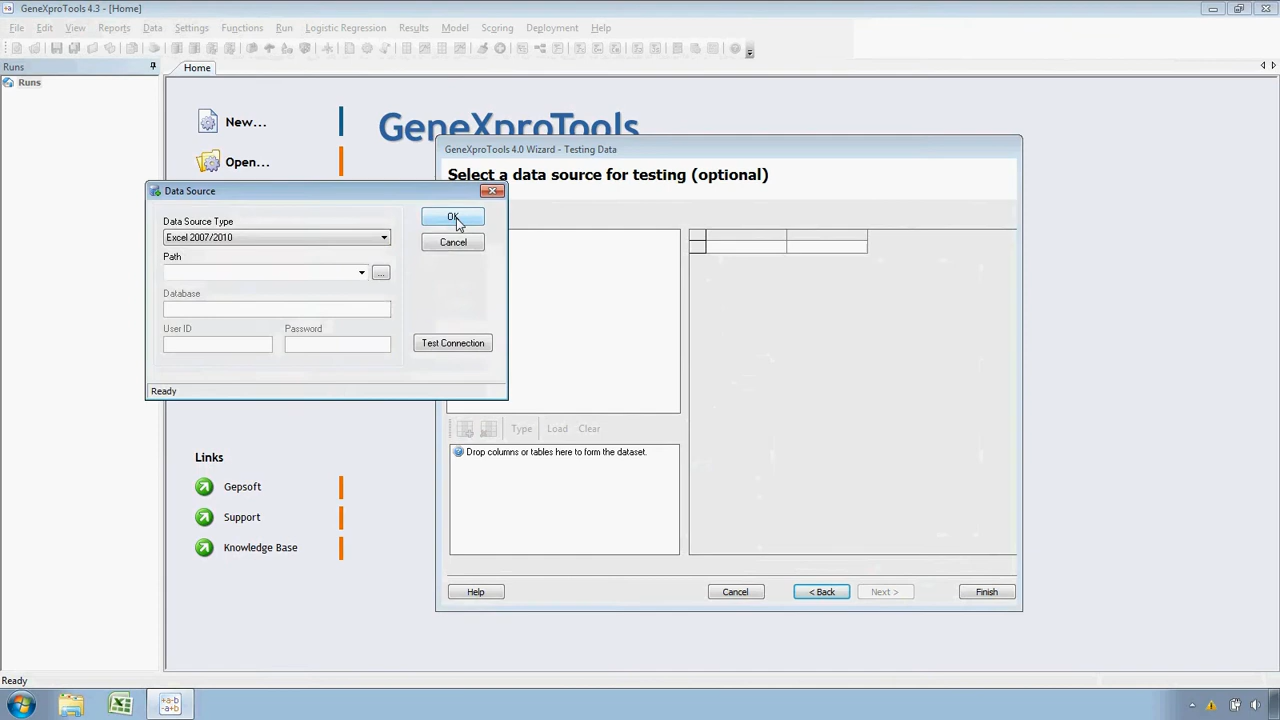 GeneXproTools 4.3 - [Home]
File Edit View Reports Data Settings Functions Run Logistic Regression Results Model Scoring Deployment Help
Runs
Home
Runs
New...
GeneXproTools
Open...
GeneXproTools 4.0 Wizard - Testing Data
Select a data source for testing (optional)
Data Source
Data Source Type
OK
Excel 2007/2010
Cancel
Path
...
Database
User ID Password
Test Connection
Ready
Type Load Clear
Drop columns or tables here to form the dataset.
Links
Gepsoft
Support
Knowledge Base
Help Cancel < Back Next > Finish
Ready